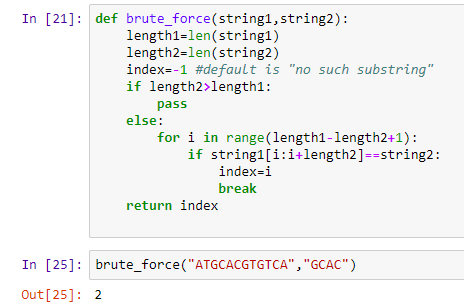 In [21]: def brute_force(string1,string2):
    length1=len(string1)
    length2=len(string2)
    index=-1 #default is "no such substring"
    if length2>length1:
        pass
    else:
        for i in range(length1-length2+1):
            if string1[i:i+length2]==string2:
                index=i
                break
    return index
In [25]: brute_force("ATGCACGTGTCA","GCAC")
Out[25]: 2